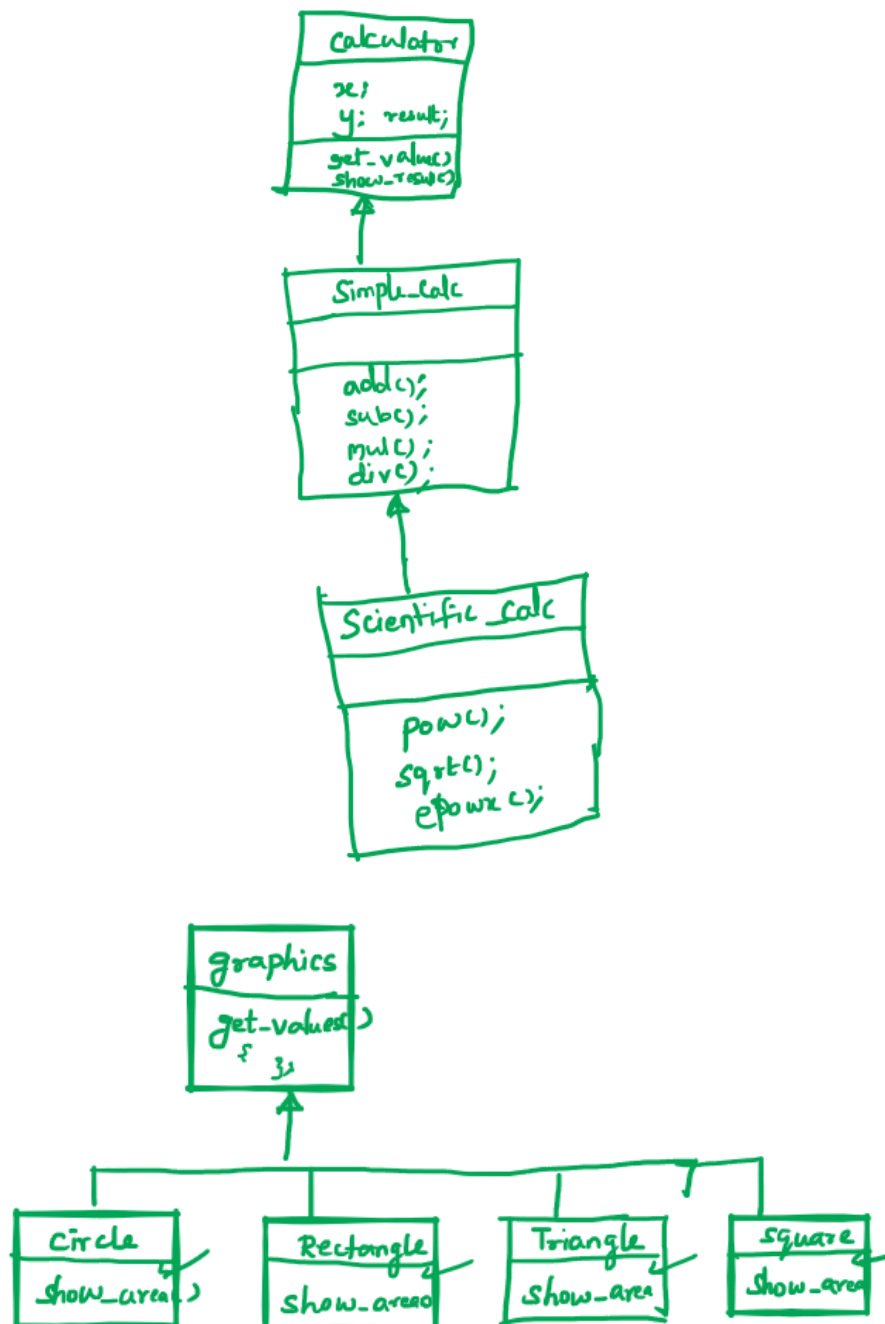 Calculator
x;
y; result;
get_value()
show_result()
Simple_Calc
add();
sub();
mul();
div();
Scientific_Calc
pow();
sqrt();
epowx();
graphics
get_values()
{
};
Circle
Rectangle
Triangle
square
show_area()
show_area()
show_area
show_area